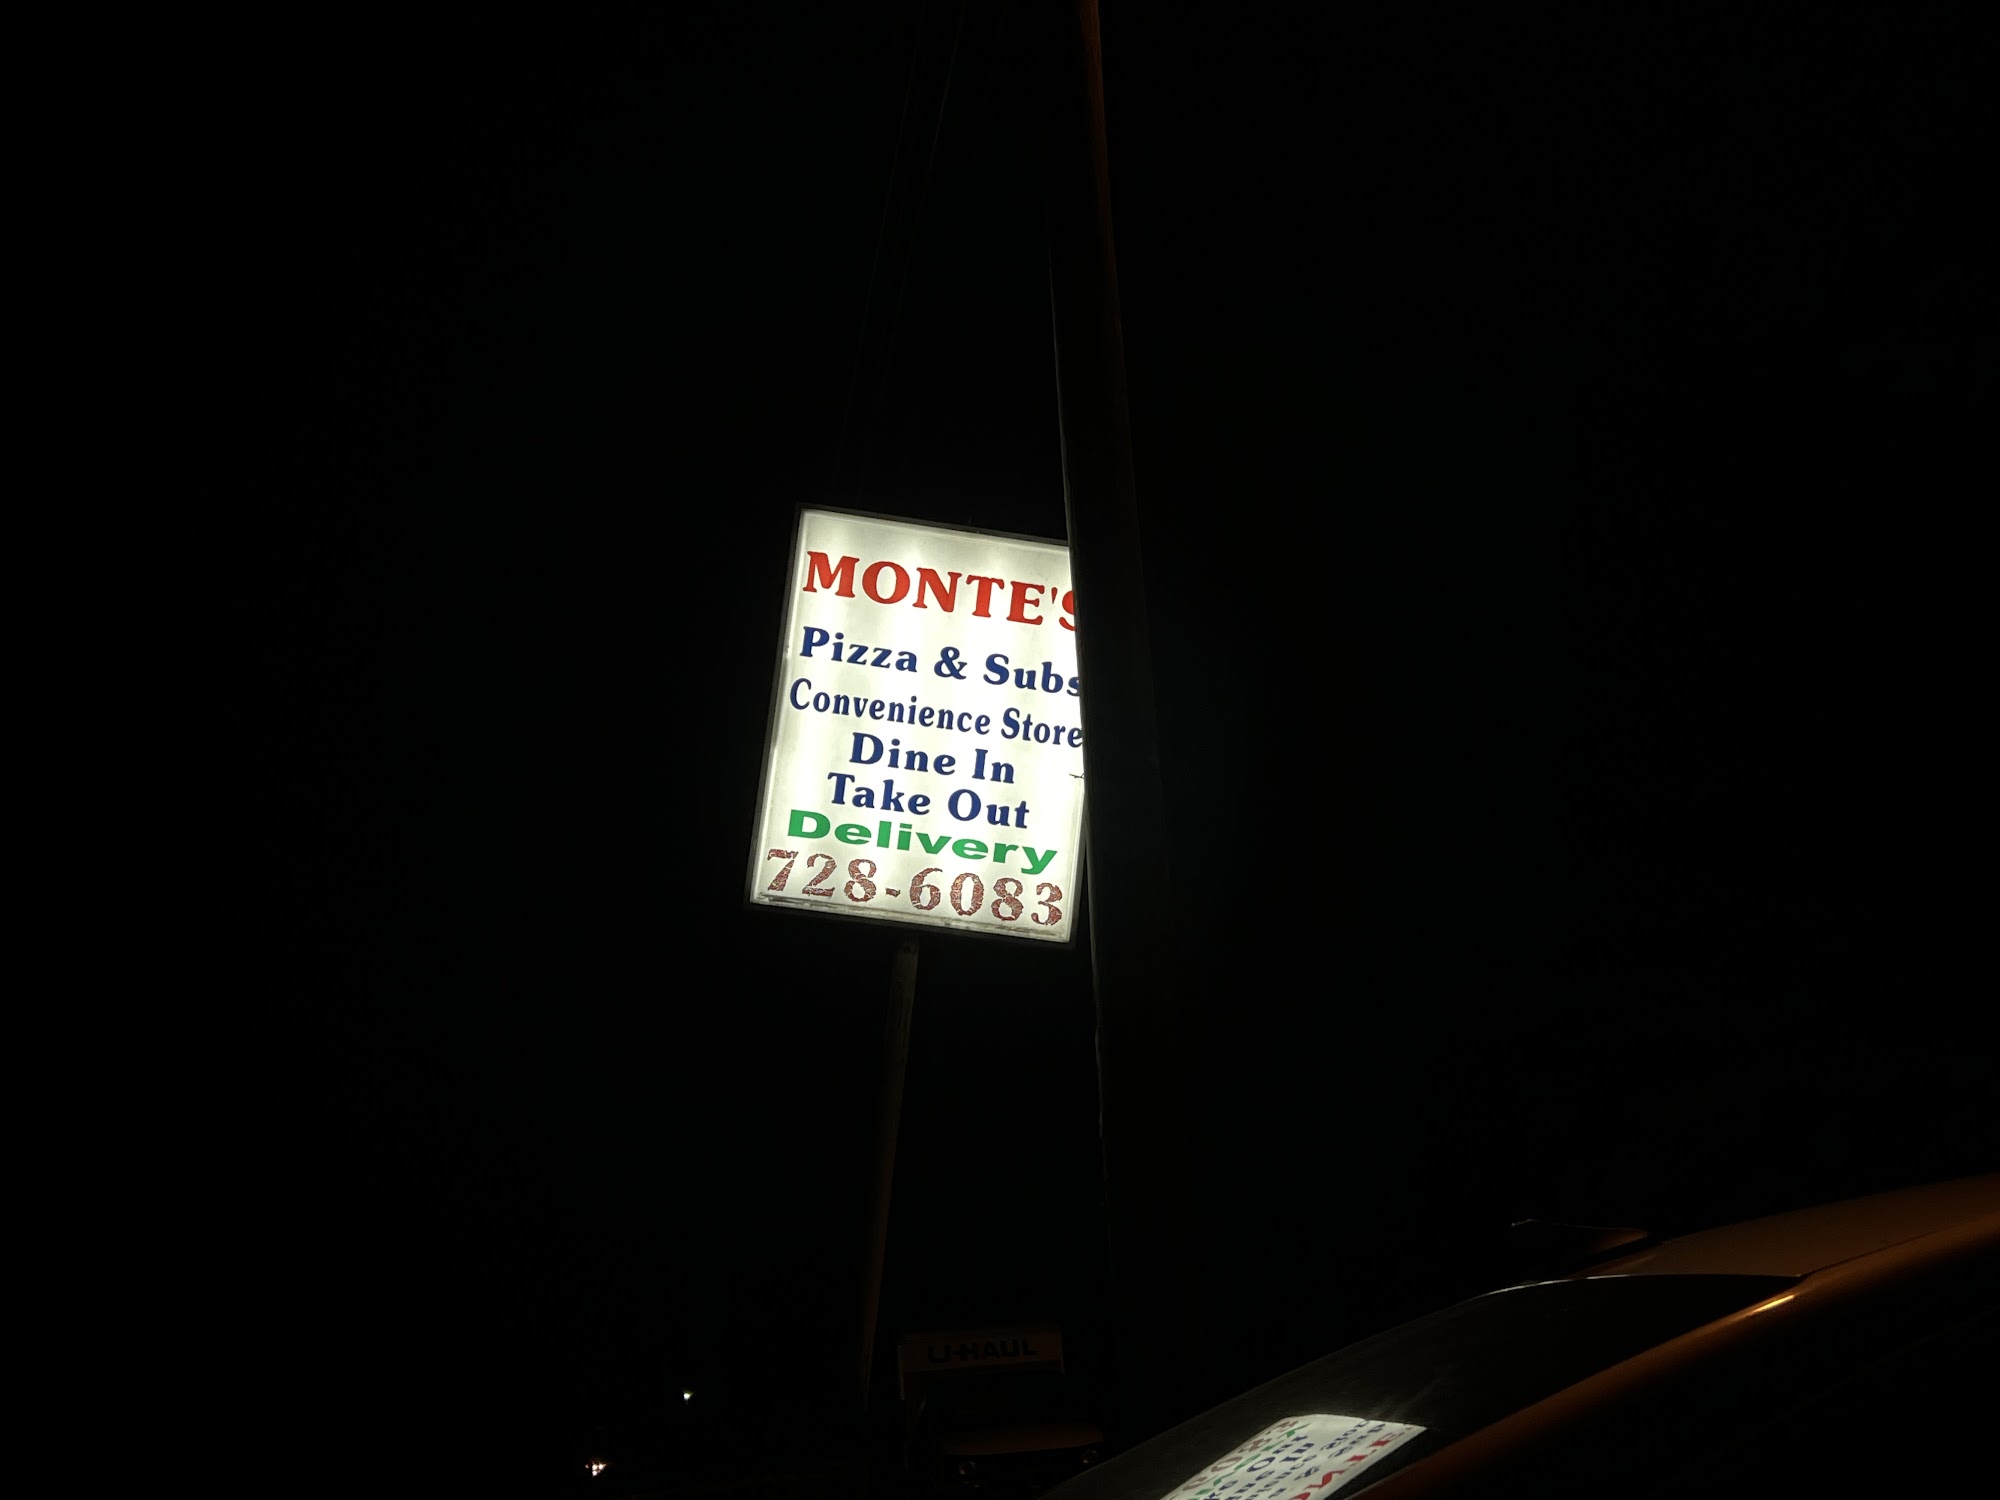 MONTE'S
Pizza & Subs
Convenience Store
Dine In
Take Out
Delivery
728-6083
U-HAUL